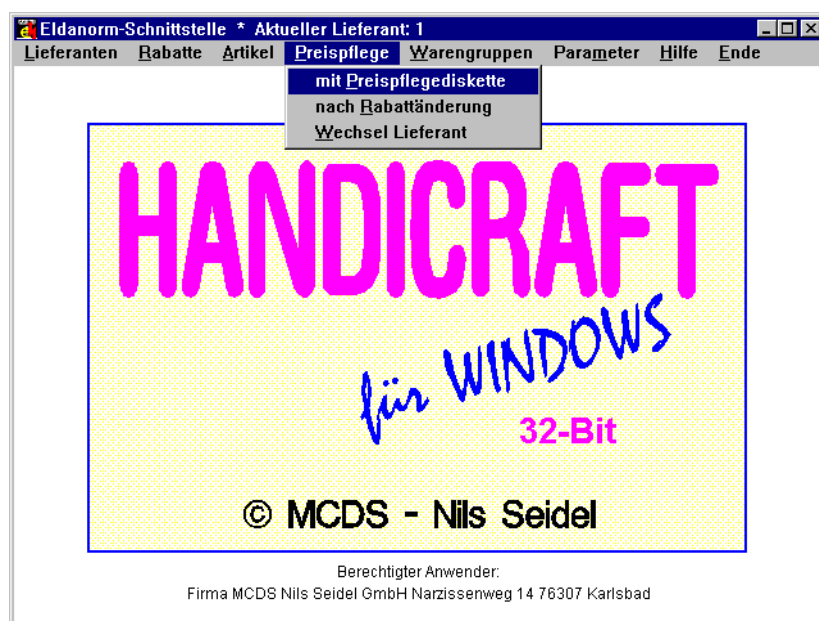 Eldanorm-Schnittstelle * Aktueller Lieferant: 1
Lieferanten Rabatte Artikel Preispflege Warengruppen Parameter Hilfe Ende
mit Preispflegediskette
nach Rabattänderung
Wechsel Lieferant
HANDICRAFT
für WINDOWS
32-Bit
© MCDS - Nils Seidel
Berechtigter Anwender:
Firma MCDS Nils Seidel GmbH Narzissenweg 14 76307 Karlsbad